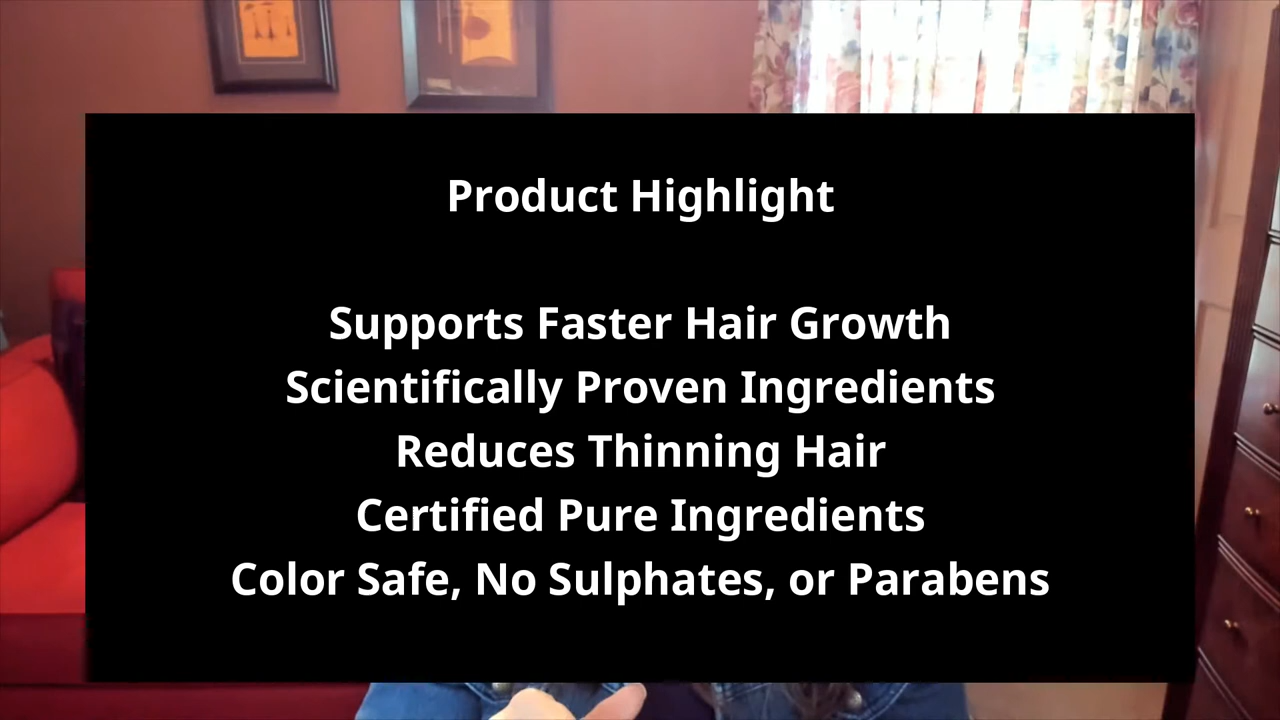 Product Highlight
Supports Faster Hair Growth
Scientifically Proven Ingredients
Reduces Thinning Hair
Certified Pure Ingredients
Color Safe, No Sulphates, or Parabens